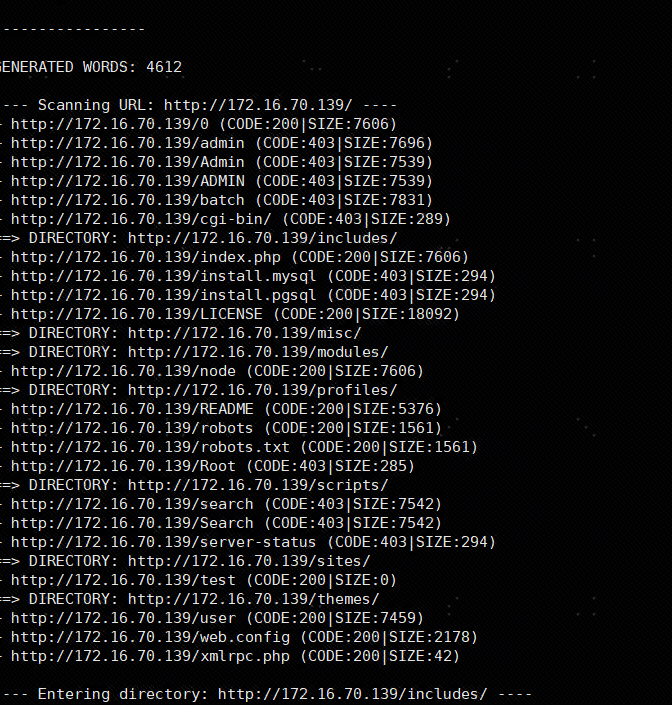 ----------------
GENERATED WORDS: 4612
---- Scanning URL: http://172.16.70.139/ ----
+ http://172.16.70.139/0 (CODE:200|SIZE:7606)
+ http://172.16.70.139/admin (CODE:403|SIZE:7696)
+ http://172.16.70.139/Admin (CODE:403|SIZE:7539)
+ http://172.16.70.139/ADMIN (CODE:403|SIZE:7539)
+ http://172.16.70.139/batch (CODE:403|SIZE:7831)
+ http://172.16.70.139/cgi-bin/ (CODE:403|SIZE:289)
==> DIRECTORY: http://172.16.70.139/includes/
+ http://172.16.70.139/index.php (CODE:200|SIZE:7606)
+ http://172.16.70.139/install.mysql (CODE:403|SIZE:294)
+ http://172.16.70.139/install.pgsql (CODE:403|SIZE:294)
+ http://172.16.70.139/LICENSE (CODE:200|SIZE:18092)
==> DIRECTORY: http://172.16.70.139/misc/
==> DIRECTORY: http://172.16.70.139/modules/
+ http://172.16.70.139/node (CODE:200|SIZE:7606)
==> DIRECTORY: http://172.16.70.139/profiles/
+ http://172.16.70.139/README (CODE:200|SIZE:5376)
+ http://172.16.70.139/robots (CODE:200|SIZE:1561)
+ http://172.16.70.139/robots.txt (CODE:200|SIZE:1561)
+ http://172.16.70.139/Root (CODE:403|SIZE:285)
==> DIRECTORY: http://172.16.70.139/scripts/
+ http://172.16.70.139/search (CODE:403|SIZE:7542)
+ http://172.16.70.139/Search (CODE:403|SIZE:7542)
+ http://172.16.70.139/server-status (CODE:403|SIZE:294)
==> DIRECTORY: http://172.16.70.139/sites/
+ http://172.16.70.139/test (CODE:200|SIZE:0)
==> DIRECTORY: http://172.16.70.139/themes/
+ http://172.16.70.139/user (CODE:200|SIZE:7459)
+ http://172.16.70.139/web.config (CODE:200|SIZE:2178)
+ http://172.16.70.139/xmlrpc.php (CODE:200|SIZE:42)
---- Entering directory: http://172.16.70.139/includes/ ----